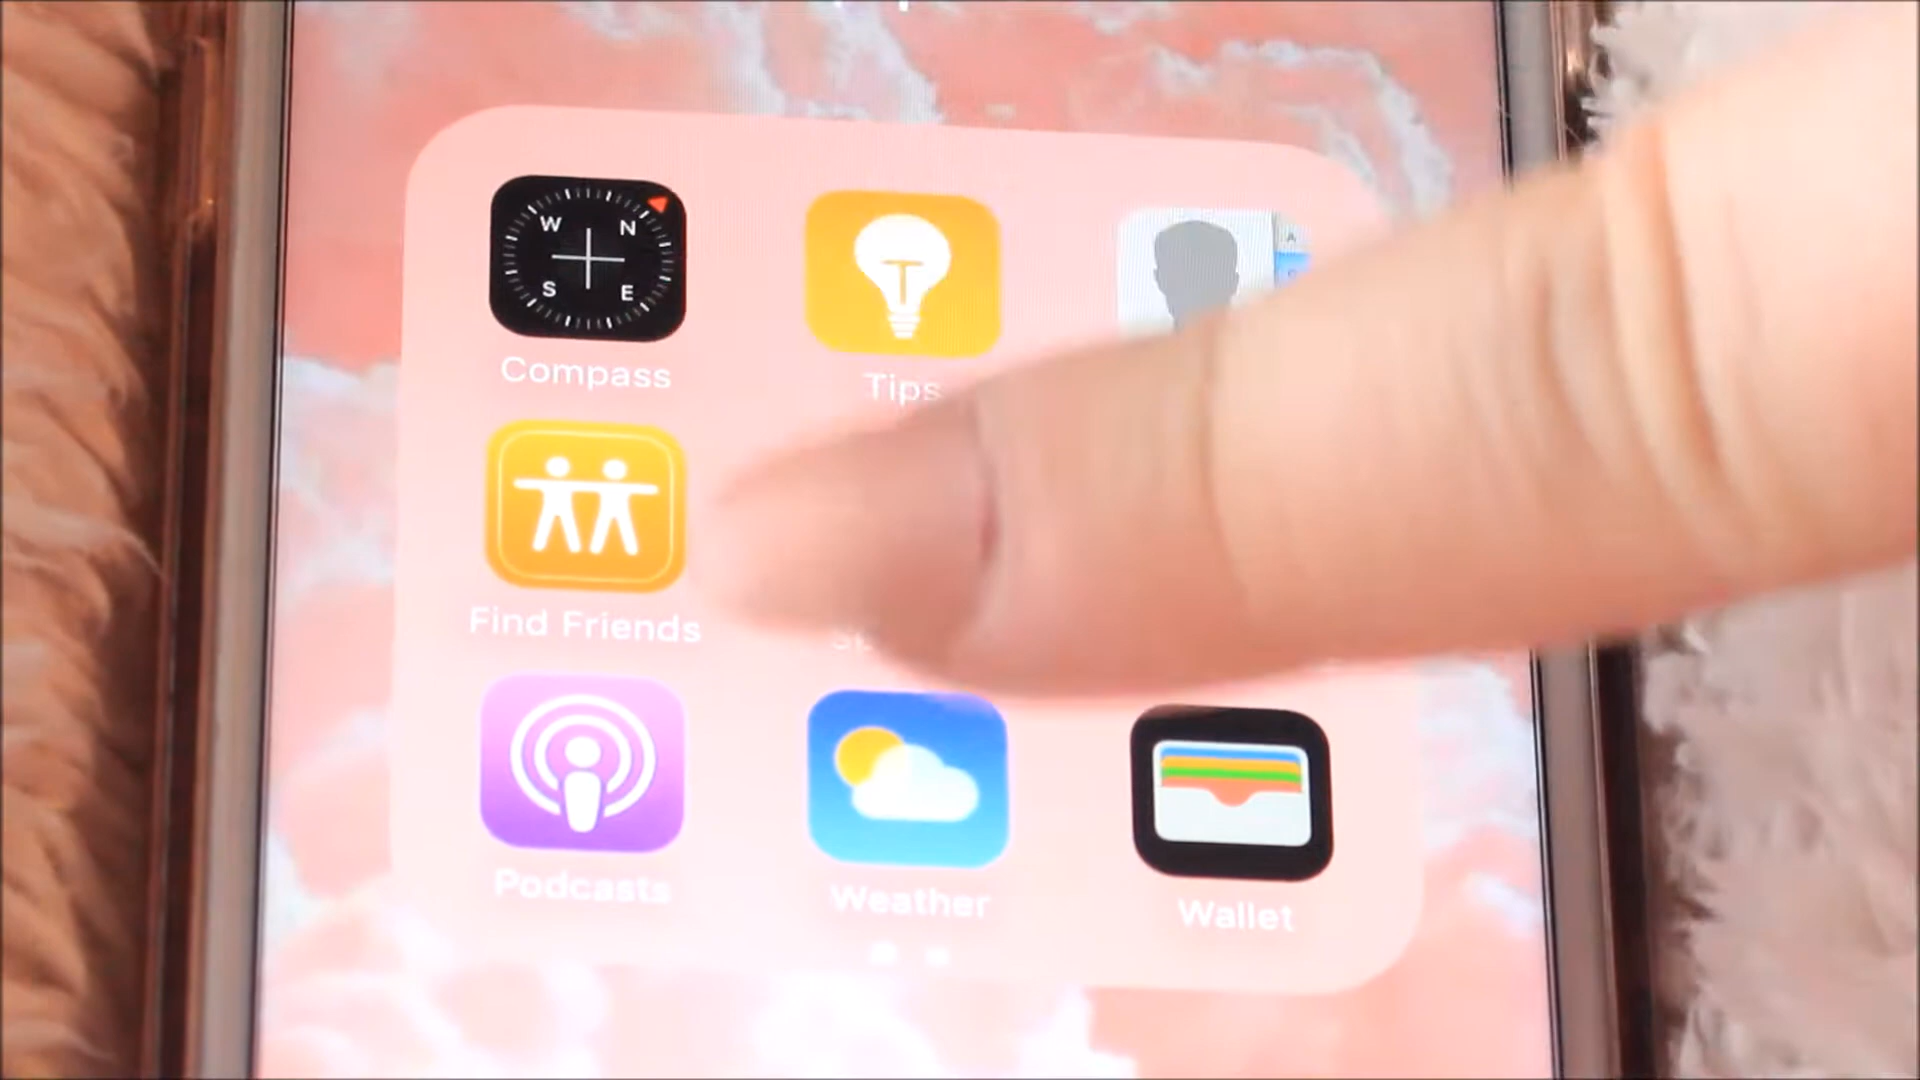 W N
S E
Compass
Tips
Find Friends
Podcasts
Weather
Wallet